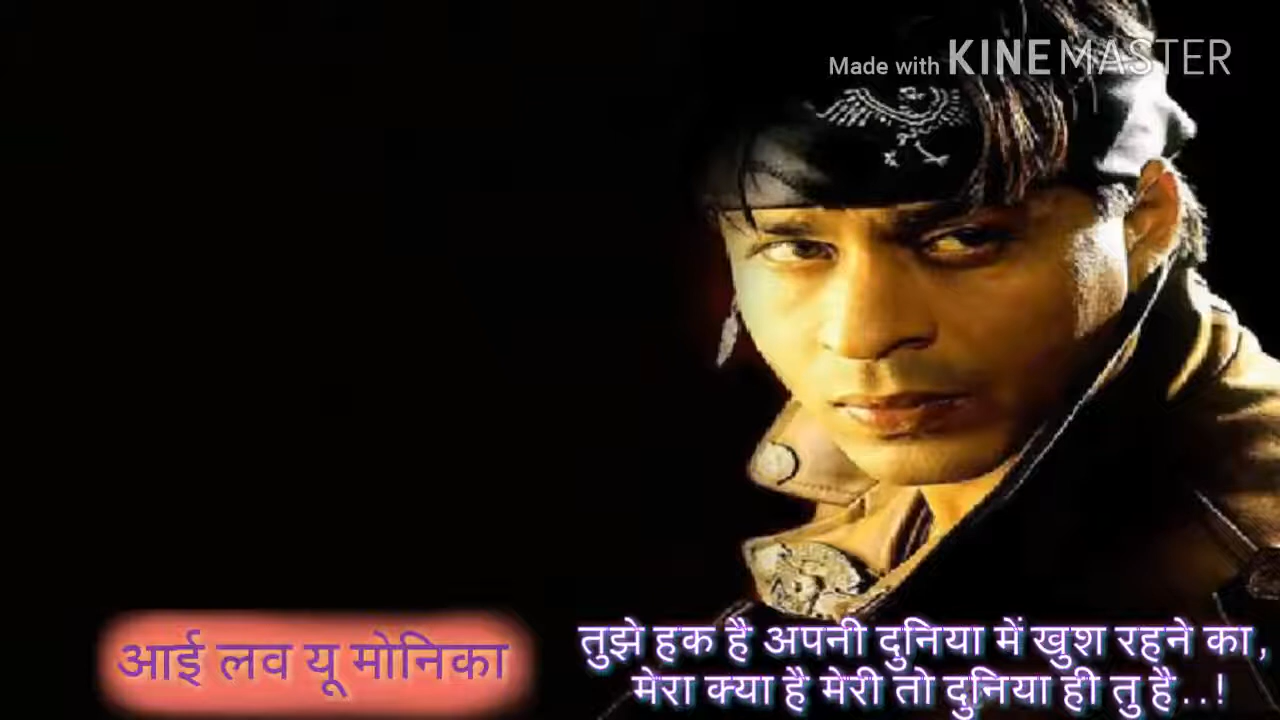 Made with KINEMASTER
आई लव यू मोनिका
तुझे हक है अपनी दुनिया में खुश रहने का,
मेरा क्या है मेरी तो दुनिया ही तु है..!